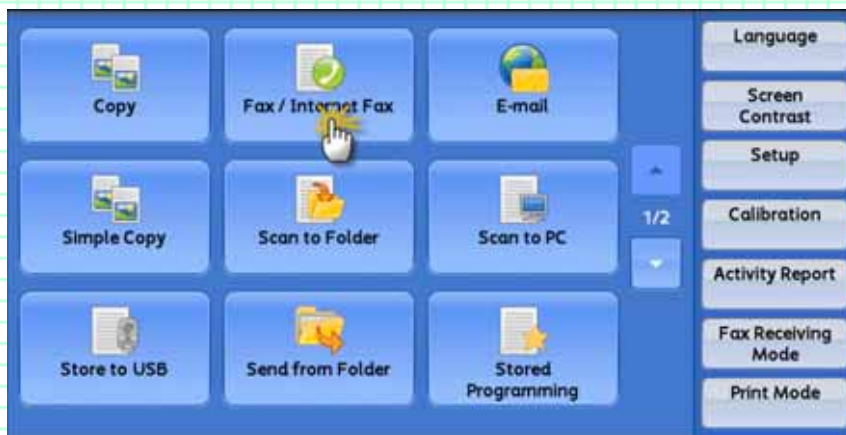 Copy
Fax / Internet Fax
E-mail
Simple Copy
Scan to Folder
Scan to PC
1/2
Store to USB
Send from Folder
Stored
Programming
Language
Screen
Contrast
Setup
Calibration
Activity Report
Fax Receiving
Mode
Print Mode